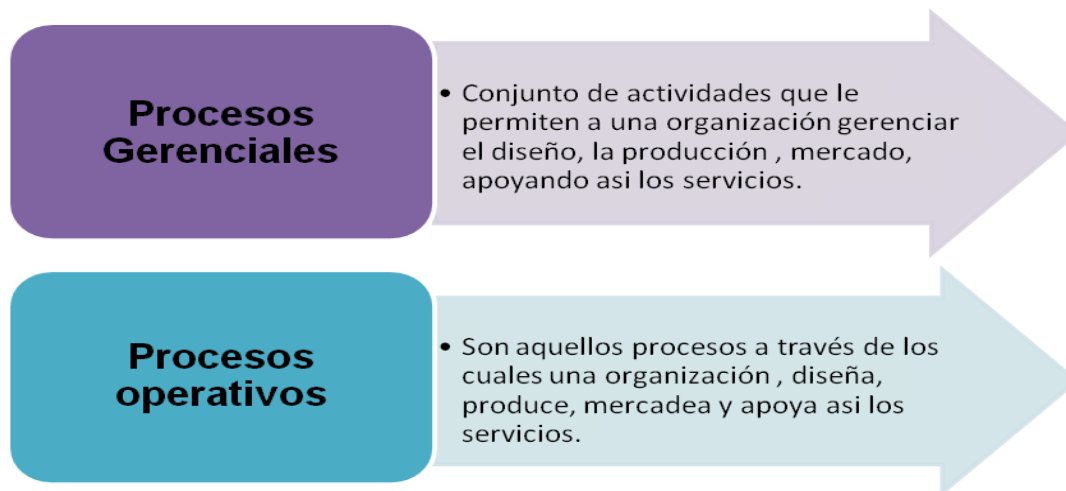 Procesos
Gerenciales
• Conjunto de actividades que le
permiten a una organización gerenciar
el diseño, la producción , mercado,
apoyando asi los servicios.
Procesos
operativos
• Son aquellos procesos a través de los
cuales una organización , diseña,
produce, mercadea y apoya asi los
servicios.